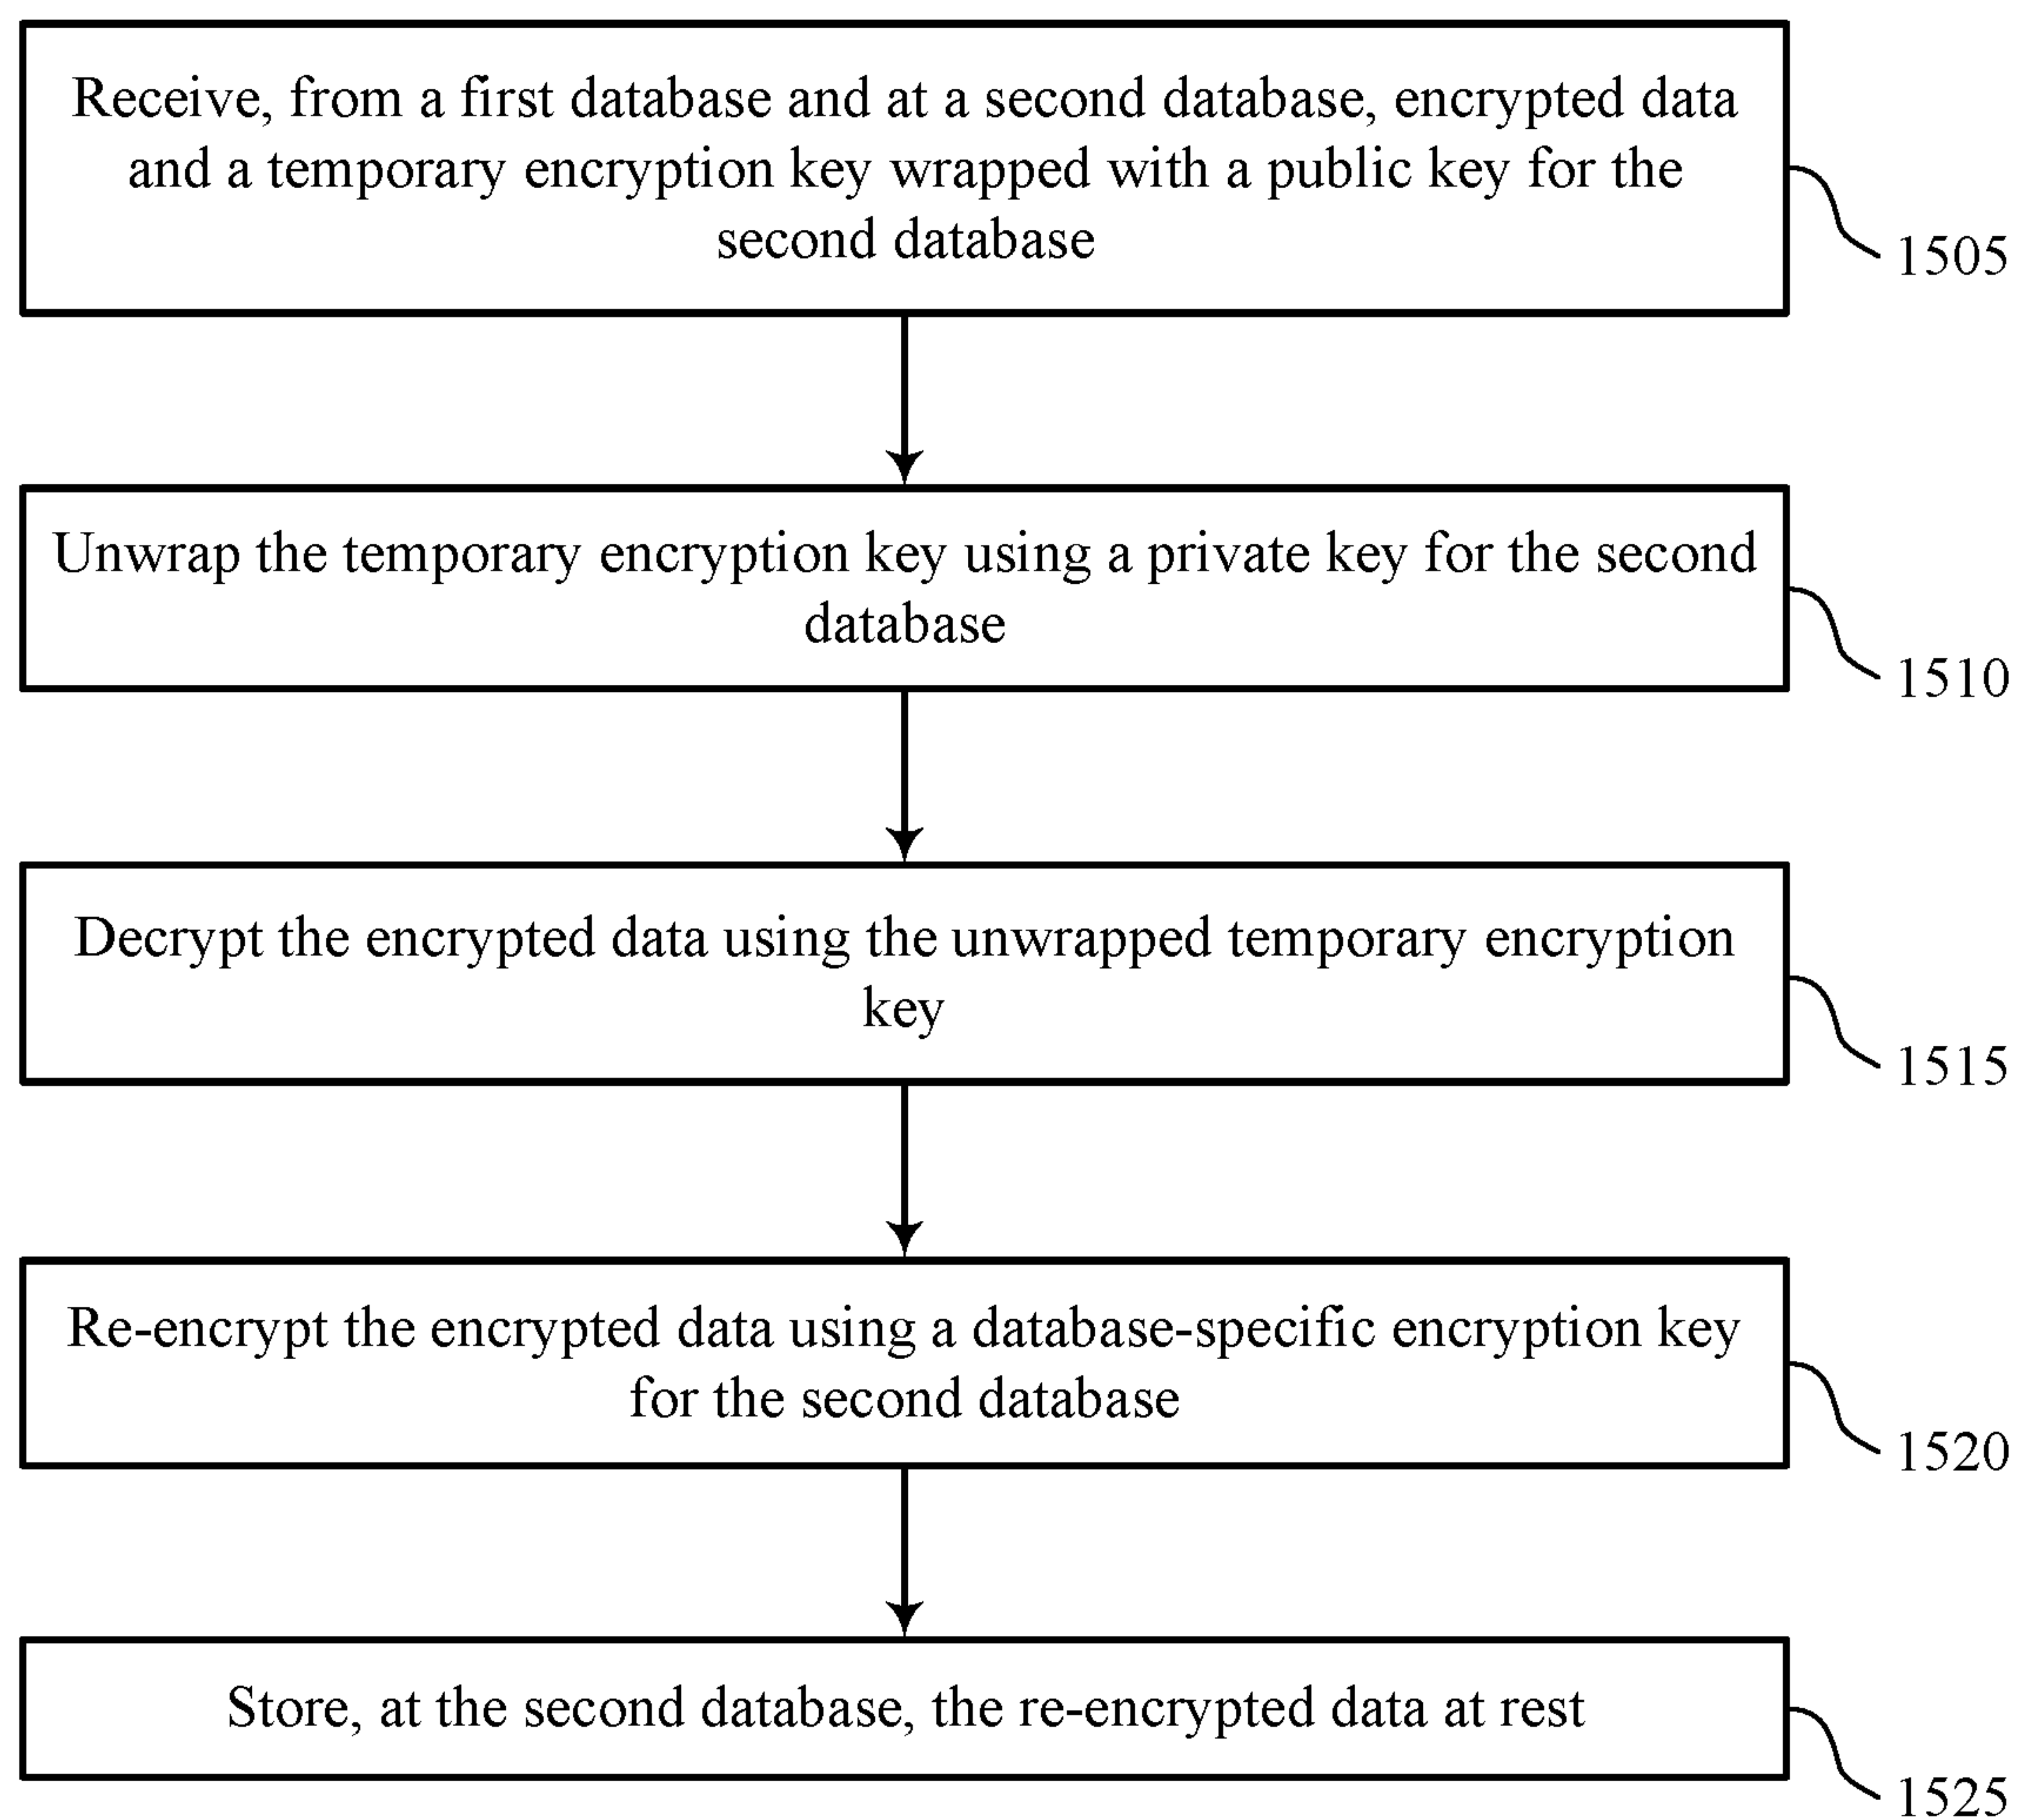 Receive, from a first database and at a second database, encrypted data
and a temporary encryption key wrapped with a public key for the
second database
1505
Unwrap the temporary encryption key using a private key for the second
database
1510
Decrypt the encrypted data using the unwrapped temporary encryption
key
1515
Re-encrypt the encrypted data using a database-specific encryption key
for the second database
1520
Store, at the second database, the re-encrypted data at rest
1525